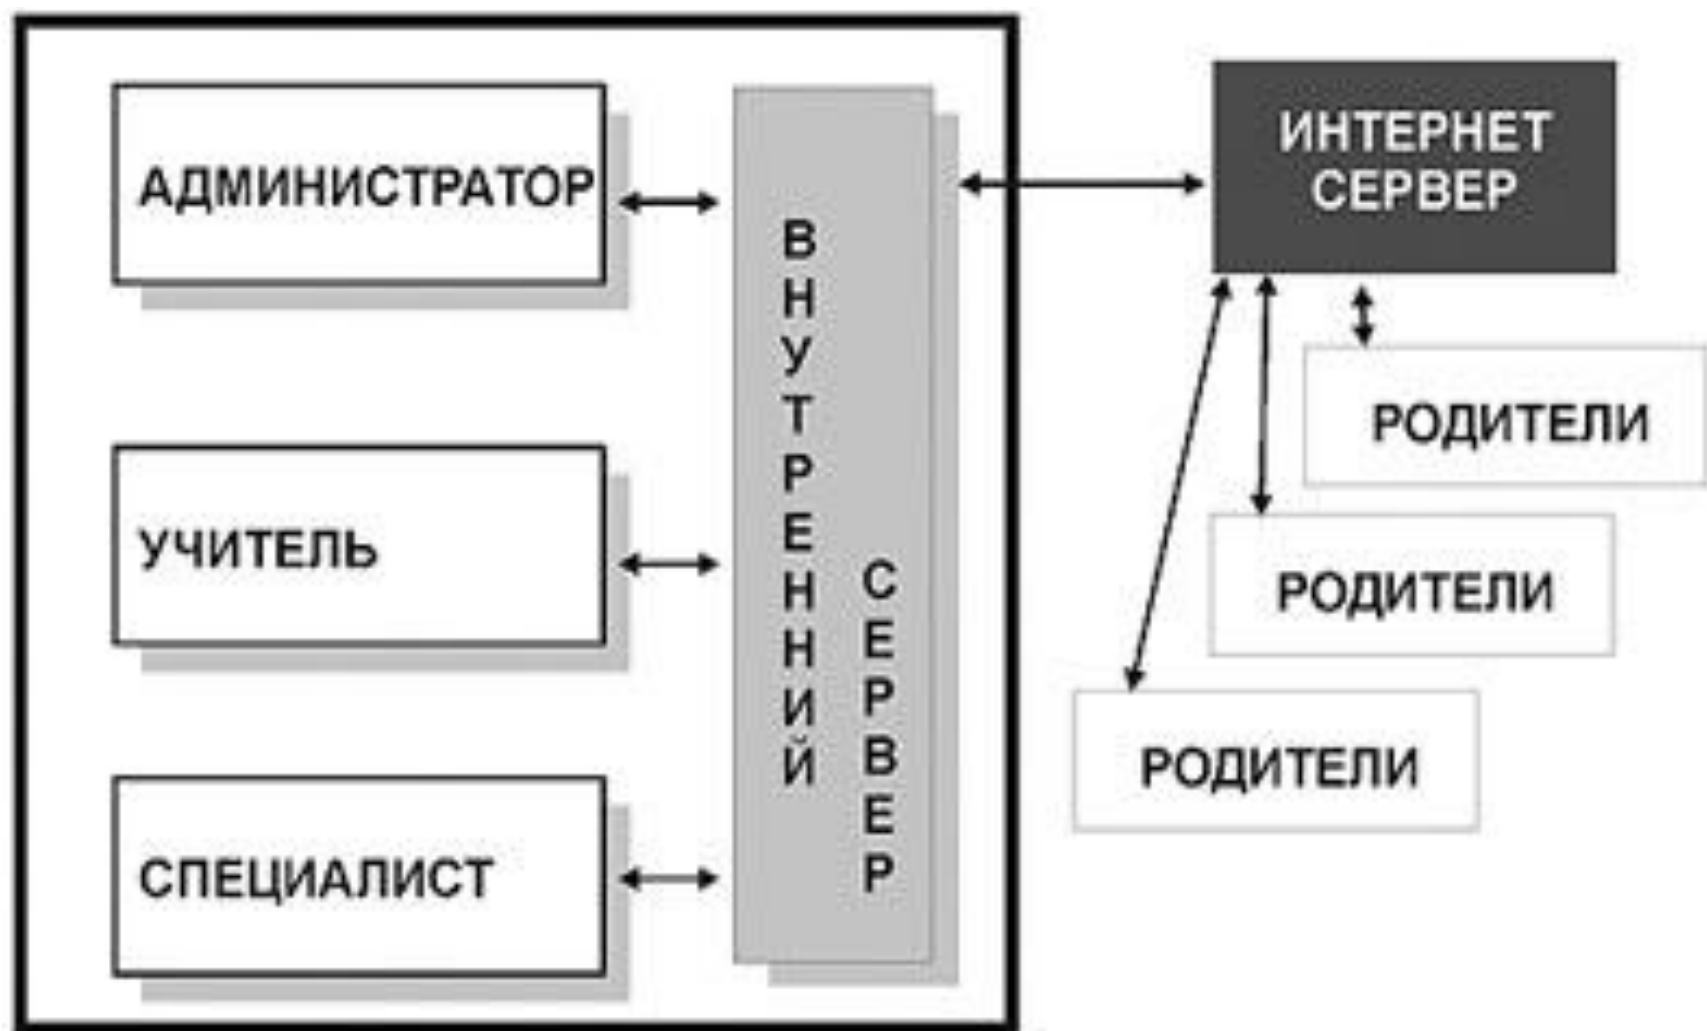 АДМИНИСТРАТОР
УЧИТЕЛЬ
СПЕЦИАЛИСТ
ВНУТРЕННИЙ
СЕРВЕР
ИНТЕРНЕТ
СЕРВЕР
РОДИТЕЛИ
РОДИТЕЛИ
РОДИТЕЛИ